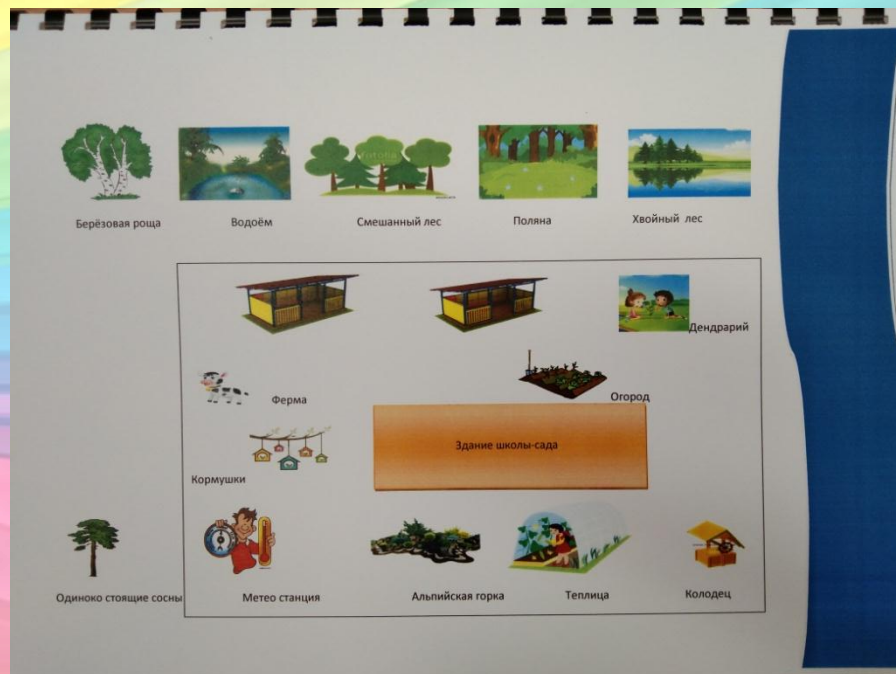 Берёзовая роща
Водоём
Смешанный лес
Поляна
Хвойный лес
Дендрарий
Ферма
Огород
Здание школы-сада
Кормушки
Одиноко стоящие сосны
Метео станция
Альпийская горка
Теплица
Колодец